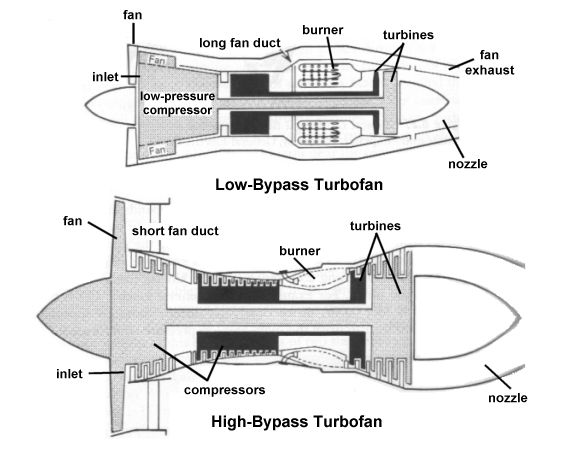 fan
burner
turbines
long fan duct
fan
exhaust
Fan
inlet
low-pressure
compressor
Fan
nozzle
Low-Bypass Turbofan
fan
short fan duct
burner
turbines
inlet
compressors
nozzle
High-Bypass Turbofan